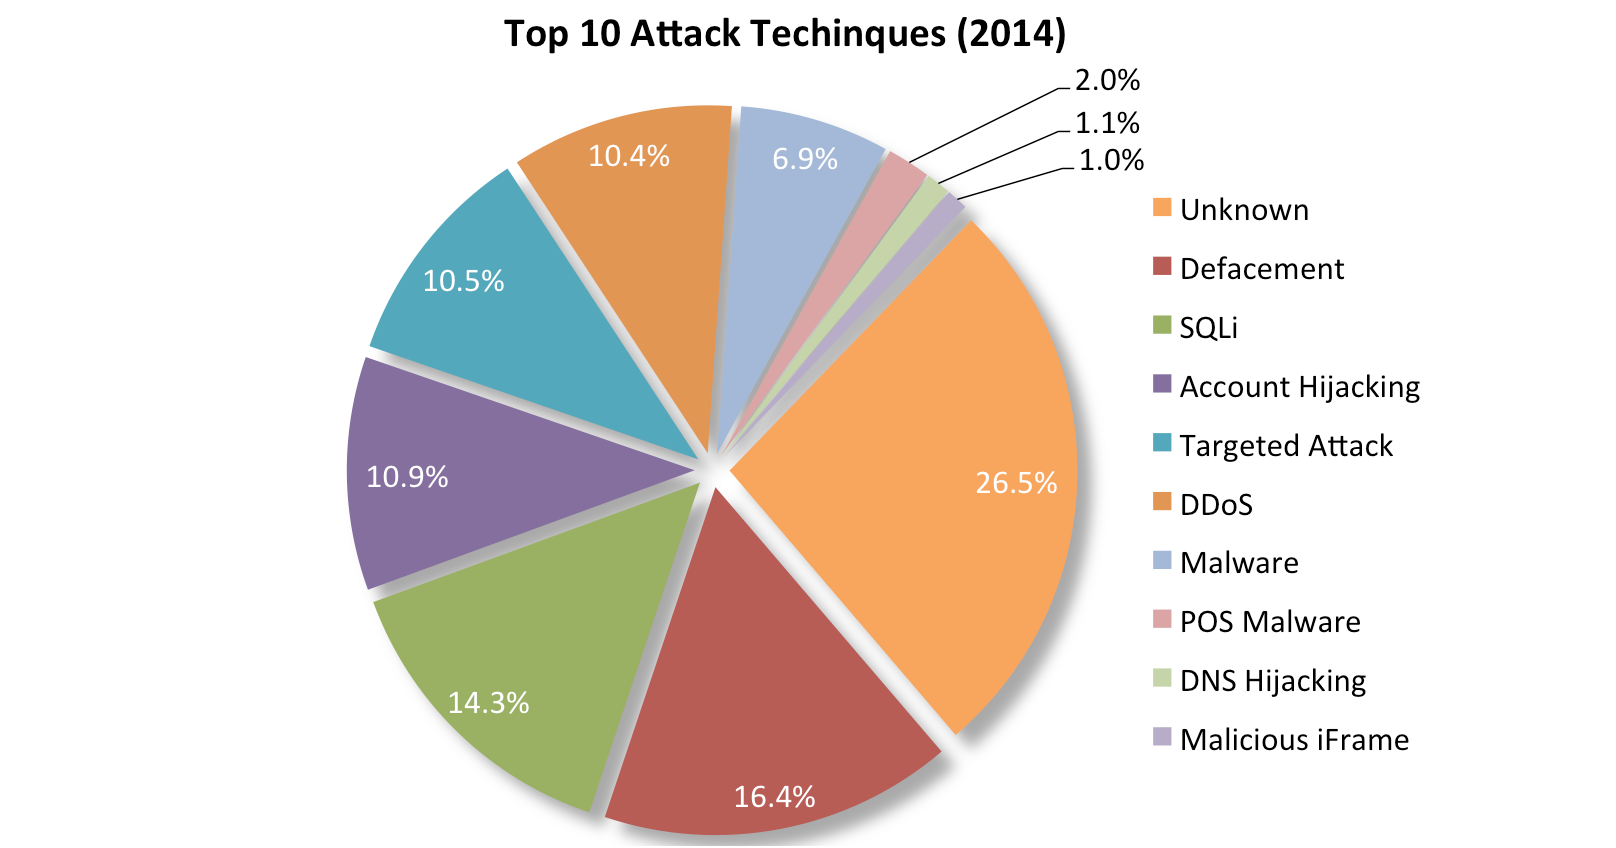 Top 10 Attack Techinques (2014)
2.0%
1.1%
1.0%
10.4%
6.9%
10.5%
10.9%
26.5%
14.3%
16.4%
Unknown
Defacement
SQLi
Account Hijacking
Targeted Attack
DDoS
Malware
POS Malware
DNS Hijacking
Malicious iFrame